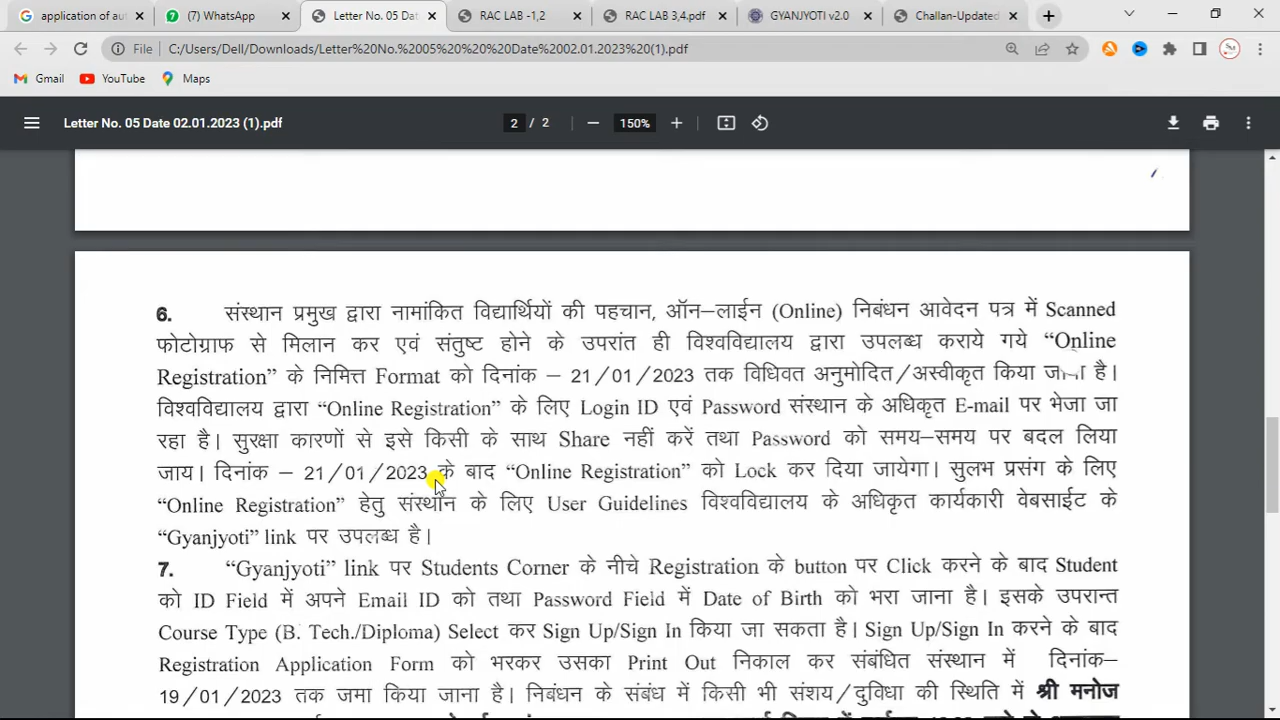 application of aut
(7) WhatsApp
Letter No. 05 Dat
RAC LAB -1,2
RAC LAB 3,4.pdf
GYANJYOTI v2.0
Challan-Updated
File
C:/Users/Dell/Downloads/Letter%20No.%2005%20%20%20Date%2002.01.2023%20(1).pdf
Gmail
YouTube
Maps
Letter No. 05 Date 02.01.2023 (1).pdf
2 / 2
150%
6. संस्थान प्रमुख द्वारा नामांकित विद्यार्थियों की पहचान, ऑन–लाईन (Online) निबंधन आवेदन पत्र में Scanned
फोटोग्राफ से मिलान कर एवं संतुष्ट होने के उपरांत ही विश्वविद्यालय द्वारा उपलब्ध कराये गये “Online
Registration” के निमित्त Format को दिनांक – 21/01/2023 तक विधिवत अनुमोदित/अस्वीकृत किया जाना है।
विश्वविद्यालय द्वारा “Online Registration” के लिए Login ID एवं Password संस्थान के अधिकृत E-mail पर भेजा जा
रहा है। सुरक्षा कारणों से इसे किसी के साथ Share नहीं करें तथा Password को समय–समय पर बदल लिया
जाय। दिनांक – 21/01/2023 के बाद “Online Registration” को Lock कर दिया जायेगा। सुलभ प्रसंग के लिए
“Online Registration” हेतु संस्थान के लिए User Guidelines विश्वविद्यालय के अधिकृत कार्यकारी वेबसाईट के
“Gyanjyoti” link पर उपलब्ध है।
7. “Gyanjyoti” link पर Students Corner के नीचे Registration के button पर Click करने के बाद Student
को ID Field में अपने Email ID को तथा Password Field में Date of Birth को भरा जाना है। इसके उपरान्त
Course Type (B. Tech./Diploma) Select कर Sign Up/Sign In किया जा सकता है। Sign Up/Sign In करने के बाद
Registration Application Form को भरकर उसका Print Out निकाल कर संबंधित संस्थान में दिनांक–
19/01/2023 तक जमा किया जाना है। निबंधन के संबंध में किसी भी संशय/दुविधा की स्थिति में श्री मनोज